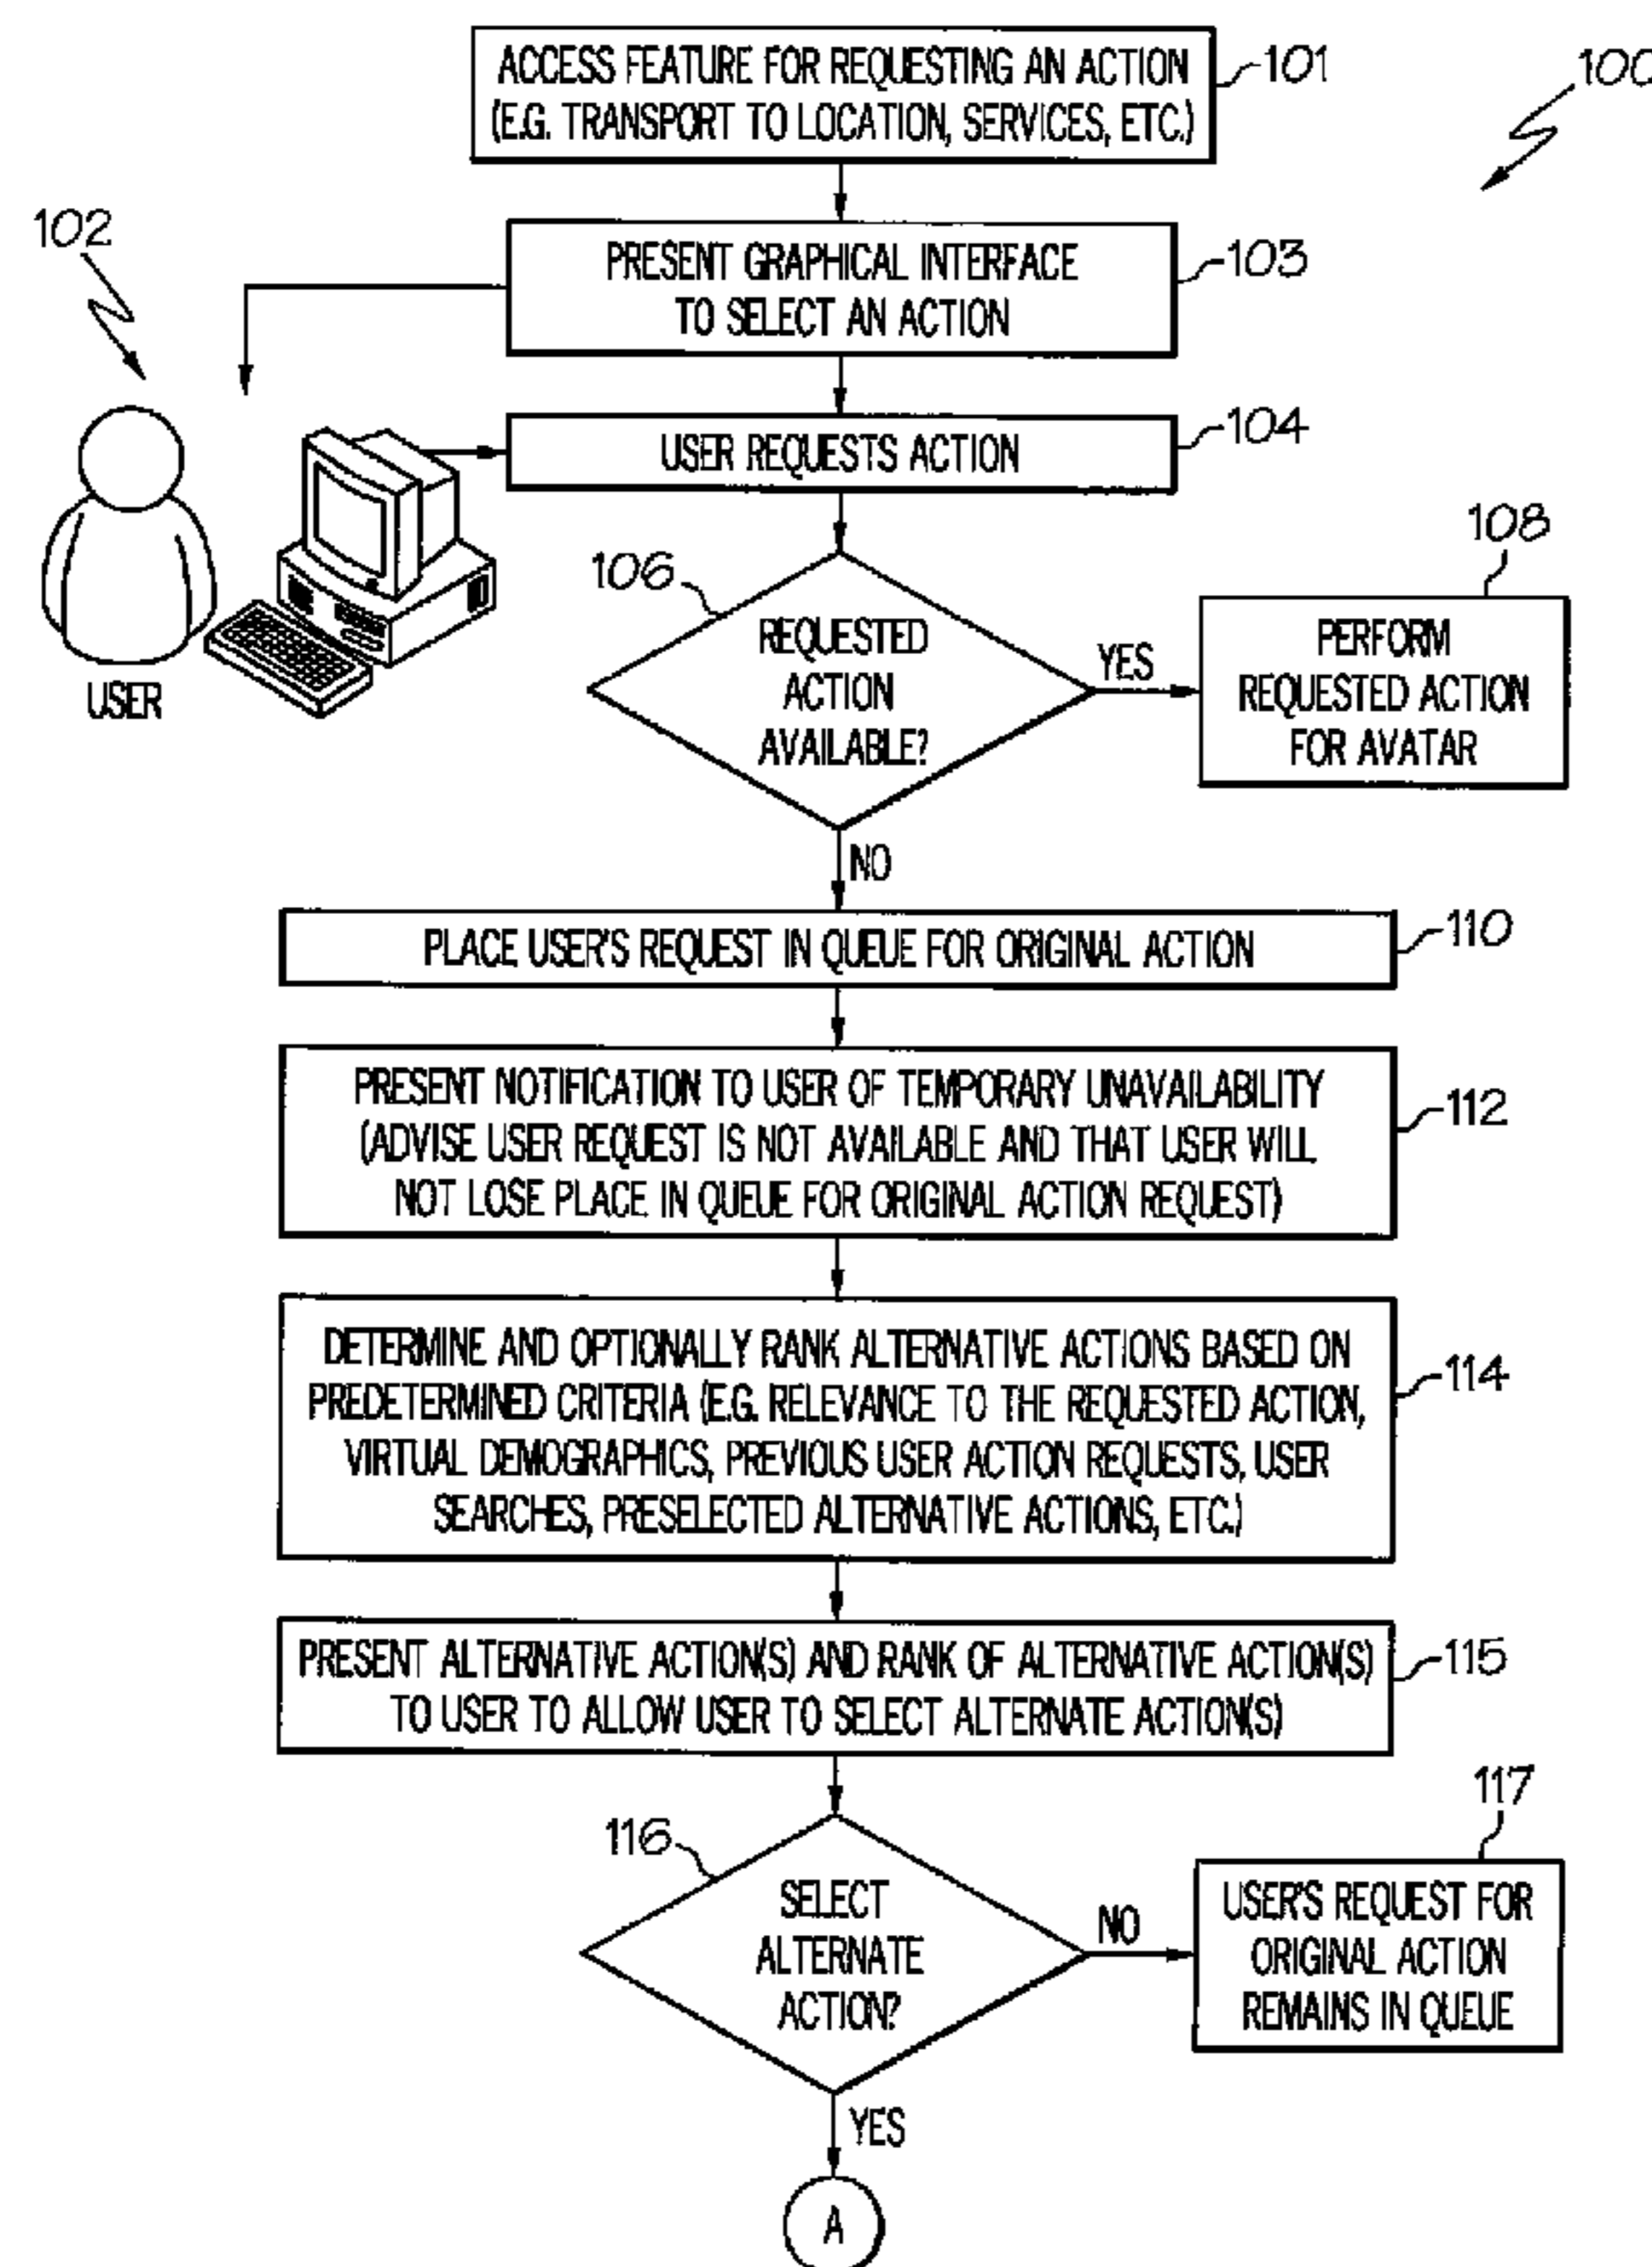 ACCESS FEATURE FOR REQUESTING AN ACTION
(E.G. TRANSPORT TO LOCATION, SERVICES, ETC.)
101
100
102
PRESENT GRAPHICAL INTERFACE
TO SELECT AN ACTION
103
USER REQUESTS ACTION
104
USER
106
REQUESTED
ACTION
AVAILABLE?
YES
108
PERFORM
REQUESTED ACTION
FOR AVATAR
NO
PLACE USER'S REQUEST IN QUEUE FOR ORIGINAL ACTION
110
PRESENT NOTIFICATION TO USER OF TEMPORARY UNAVAILABILITY
(ADVISE USER REQUEST IS NOT AVAILABLE AND THAT USER WILL
NOT LOSE PLACE IN QUEUE FOR ORIGINAL ACTION REQUEST)
112
DETERMINE AND OPTIONALLY RANK ALTERNATIVE ACTIONS BASED ON
PREDETERMINED CRITERIA (E.G. RELEVANCE TO THE REQUESTED ACTION,
VIRTUAL DEMOGRAPHICS, PREVIOUS USER ACTION REQUESTS, USER
SEARCHES, PRESELECTED ALTERNATIVE ACTIONS, ETC.)
114
PRESENT ALTERNATIVE ACTION(S) AND RANK OF ALTERNATIVE ACTION(S)
TO USER TO ALLOW USER TO SELECT ALTERNATE ACTION(S)
115
116
SELECT
ALTERNATE
ACTION?
NO
117
USER'S REQUEST FOR
ORIGINAL ACTION
REMAINS IN QUEUE
YES
A